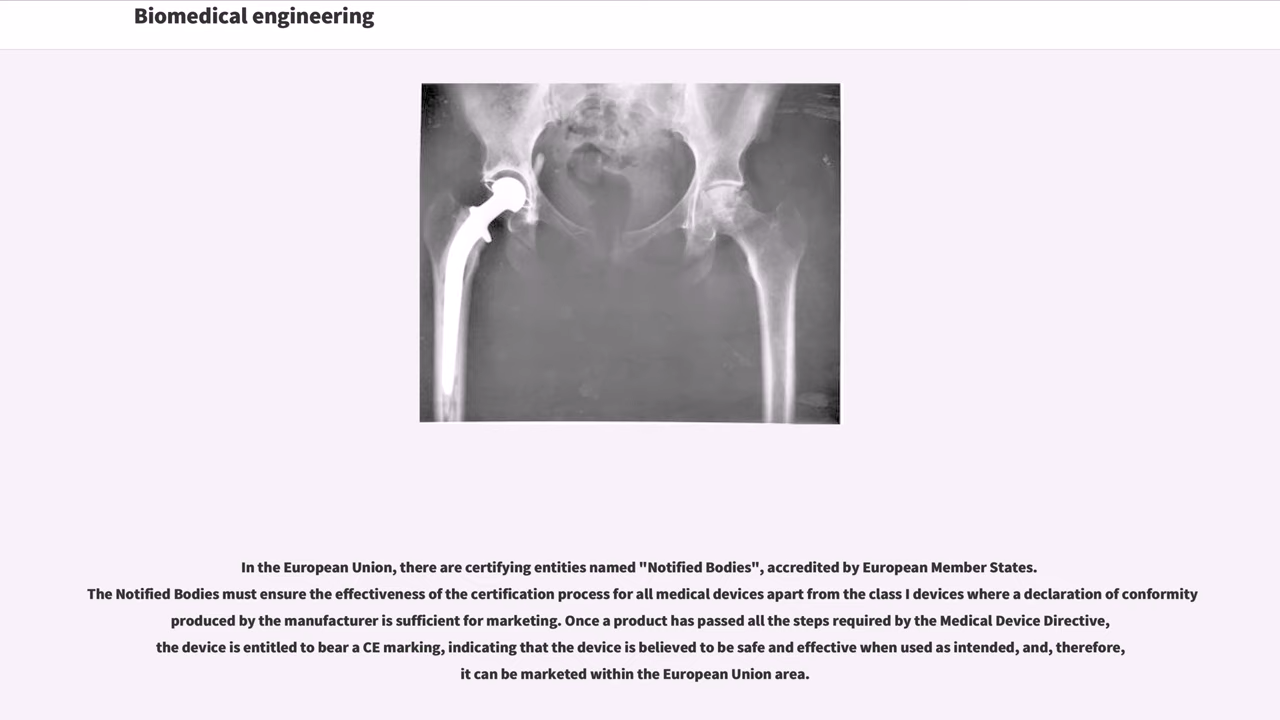 Biomedical engineering
In the European Union, there are certifying entities named "Notified Bodies", accredited by European Member States.
The Notified Bodies must ensure the effectiveness of the certification process for all medical devices apart from the class I devices where a declaration of conformity
produced by the manufacturer is sufficient for marketing. Once a product has passed all the steps required by the Medical Device Directive,
the device is entitled to bear a CE marking, indicating that the device is believed to be safe and effective when used as intended, and, therefore,
it can be marketed within the European Union area.